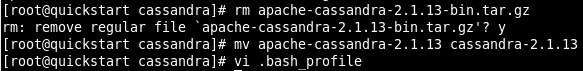 [root@quickstart cassandra]# rm apache-cassandra-2.1.13-bin.tar.gz
rm: remove regular file `apache-cassandra-2.1.13-bin.tar.gz'? y
[root@quickstart cassandra]# mv apache-cassandra-2.1.13 cassandra-2.1.13
[root@quickstart cassandra]# vi .bash_profile